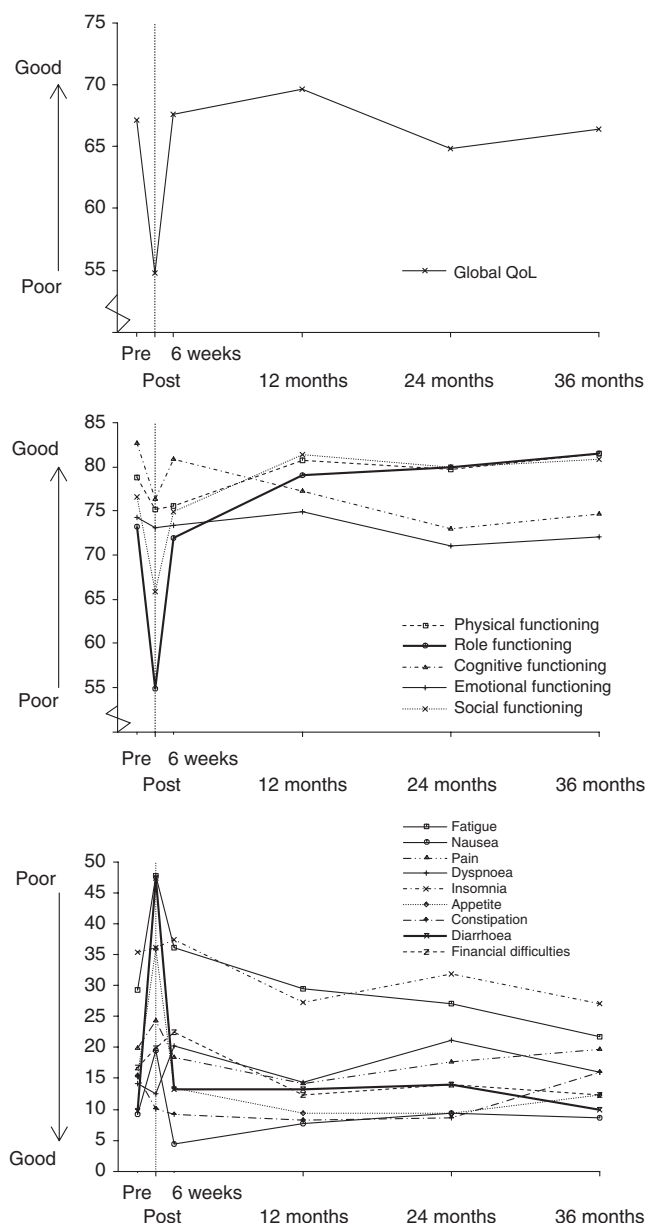 75
Good
70
65
60
55
Global QoL
Poor
Pre 6 weeks
Post 12 months 24 months 36 months
85
Good
80
75
70
65
Physical functioning
60
Role functioning
Cognitive functioning
Emotional functioning
Poor
55
Social functioning
Pre 6 weeks
Post 12 months 24 months 36 months
Fatigue
Nausea
Pain
Dyspnoea
Insomnia
Appetite
Constipation
Diarrhoea
Financial difficulties
Poor
50
45
40
35
30
25
20
15
10
5
Good
0
Pre 6 weeks
Post 12 months 24 months 36 months